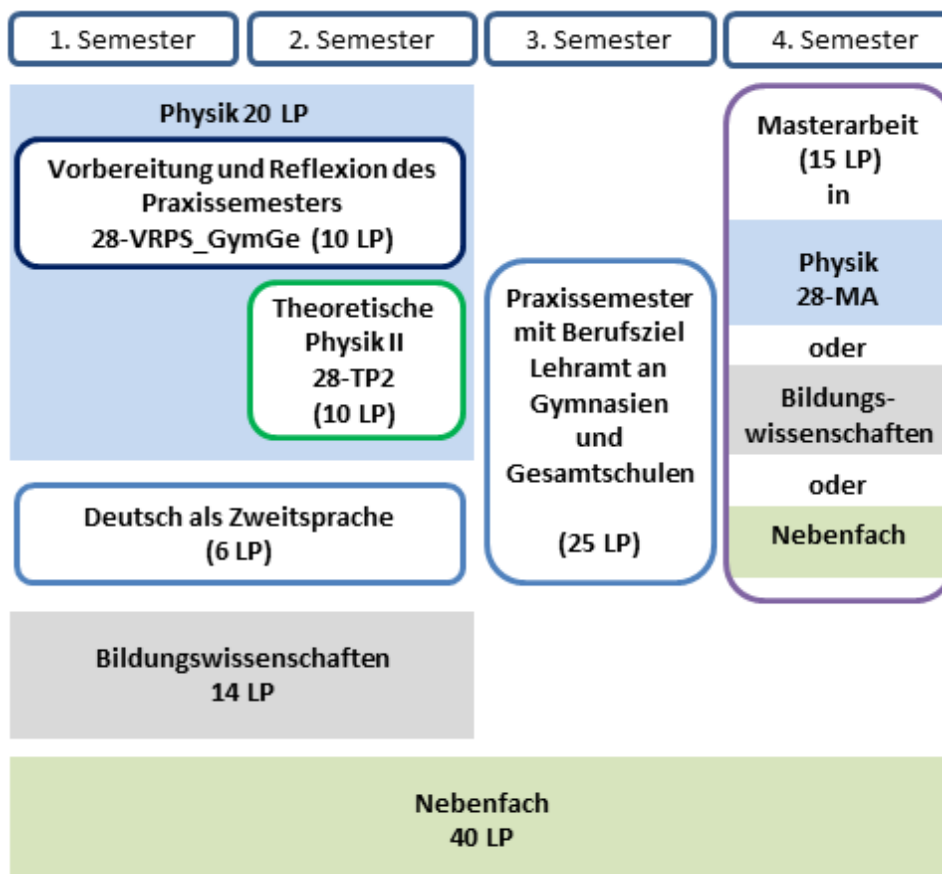 1. Semester
2. Semester
3. Semester
4. Semester
Physik 20 LP
Vorbereitung und Reflexion des
Praxissemesters
28-VRPS_GymGe (10 LP)
Theoretische
Physik II
28-TP2
(10 LP)
Deutsch als Zweitsprache
(6 LP)
Bildungswissenschaften
14 LP
Praxissemester
mit Berufsziel
Lehramt an
Gymnasien
und
Gesamtschulen
(25 LP)
Masterarbeit
(15 LP)
in
Physik
28-MA
oder
Bildungs-
wissenschaften
oder
Nebenfach
Nebenfach
40 LP